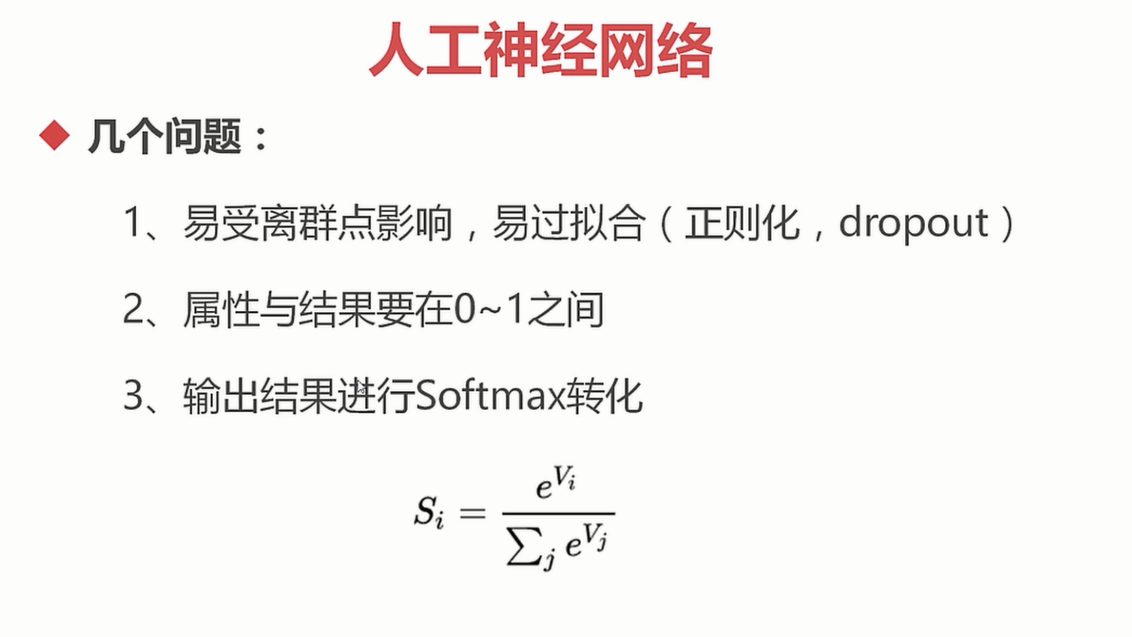 人工神经网络
几个问题：
1、易受离群点影响，易过拟合（正则化，dropout）
2、属性与结果要在0~1之间
3、输出结果进行Softmax转化
S_i = e^{V_i} / ∑_j e^{V_j}